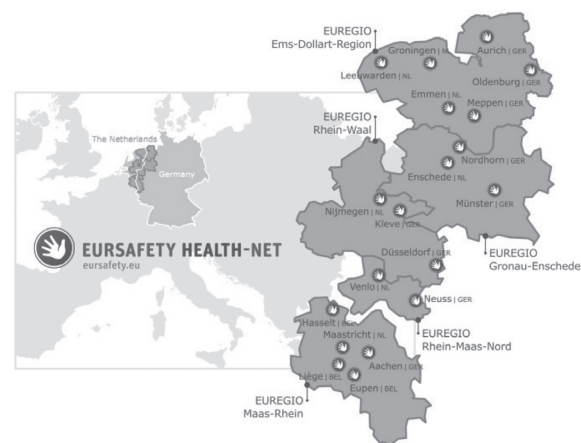 EUREGIO
Ems-Dollart-Region
Groningen | NL
Aurich | GER
Leeuwarden | NL
Oldenburg | GER
Emmen | NL
Meppen | GER
EUREGIO
Rhein-Waal
The Netherlands
Germany
Nordhorn | GER
Enschede | NL
Münster | GER
Nijmegen | NL
Kleve | GER
EURSAFETY HEALTH-NET
eursafety.eu
Düsseldorf | GER
EUREGIO
Gronau-Enschede
Venlo | NL
Neuss | GER
Hasselt | BEL
Maastricht | NL
EUREGIO
Rhein-Maas-Nord
Aachen | GER
Liège | BEL
Eupen | BEL
EUREGIO
Maas-Rhein